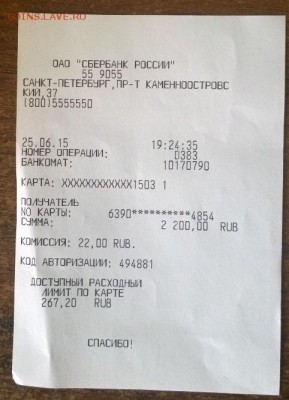 COINS.LAVE.RO
ОАО "СБЕРБАНК РОССИИ"
55 9055
САНКТ-ПЕТЕРБУРГ,ПР-Т КАМЕННООСТРОВС
КИЙ,37
(800)5555550
25.06.15 19:24:35
НОМЕР ОПЕРАЦИИ: 0383
БАНКОМАТ: 10170790
КАРТА: XXXXXXXXXXXX1503 1
ПОЛУЧАТЕЛЬ
NO КАРТЫ: 6390**********4854
СУММА: 2 200,00 RUB
КОМИССИЯ: 22,00 RUB.
КОД АВТОРИЗАЦИИ: 494881
ДОСТУПНЫЙ РАСХОДНЫЙ
ЛИМИТ ПО КАРТЕ
267,20 RUB
СПАСИБО!